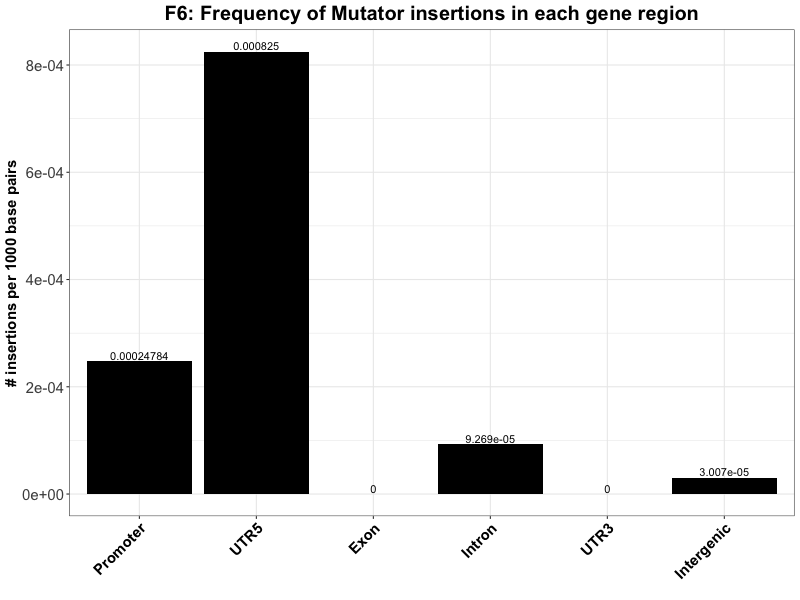 F6: Frequency of Mutator insertions in each gene region
# insertions per 1000 base pairs
8e-04
6e-04
4e-04
2e-04
0e+00
0.00024784
0.000825
0
9.269e-05
0
3.007e-05
Promoter
UTR5
Exon
Intron
UTR3
Intergenic